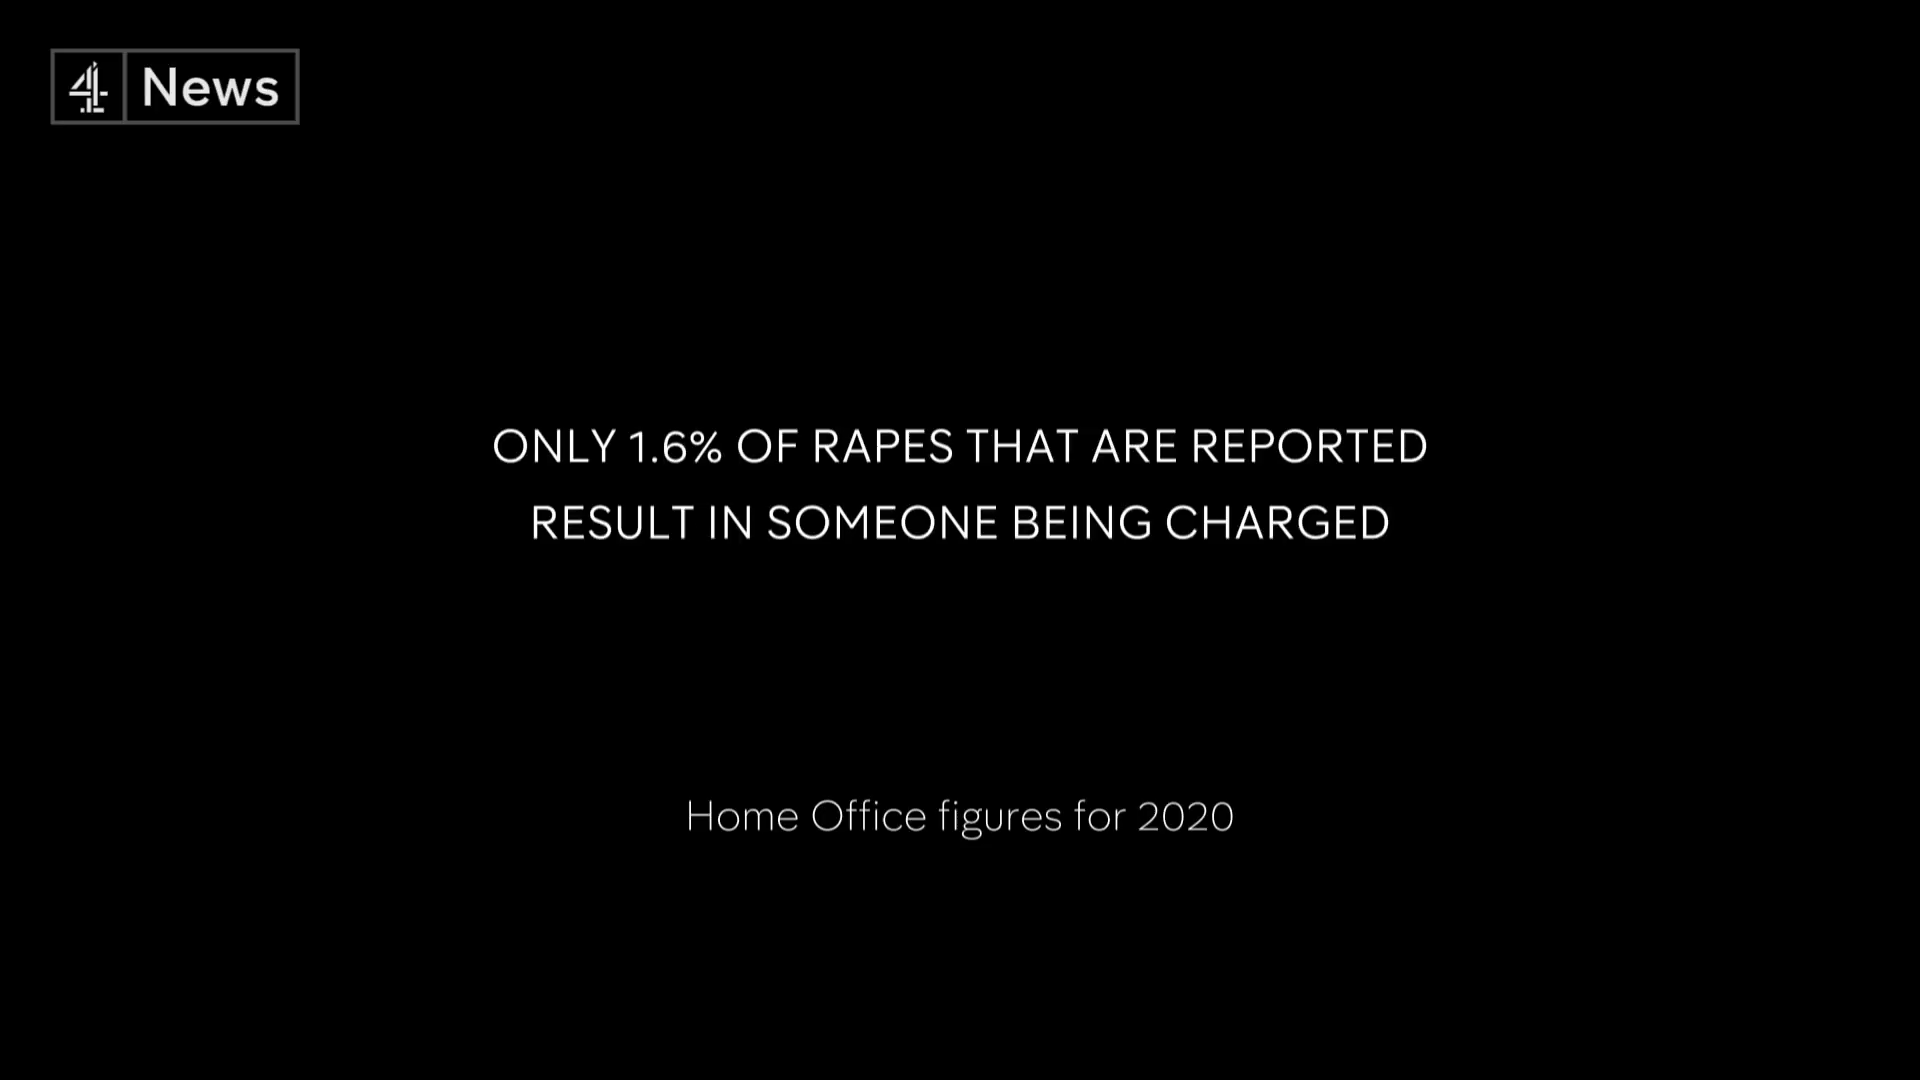 4 News
ONLY 1.6% OF RAPES THAT ARE REPORTED
RESULT IN SOMEONE BEING CHARGED
Home Office figures for 2020